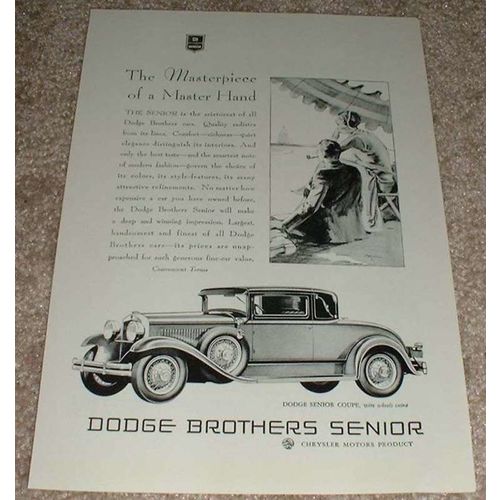 The Masterpiece
of a Master Hand
THE SENIOR is the aristocrat of all
Dodge Brothers cars. Quality radiates
from its lines. Comfort—richness—quiet
elegance distinguish its interiors. And
only the best taste—and the smartest note
of modern fashion—govern the choice of
its colors, its style-features, its many
attractive refinements. No matter how
expensive a car you have owned before,
the Dodge Brothers Senior will make
a deep and winning impression. Largest,
handsomest and finest of all Dodge
Brothers cars—its prices are unap-
proached for such generous fine-car value.
Convenient Terms
DODGE SENIOR COUPE, wire wheels extra
DODGE BROTHERS SENIOR
CHRYSLER MOTORS PRODUCT